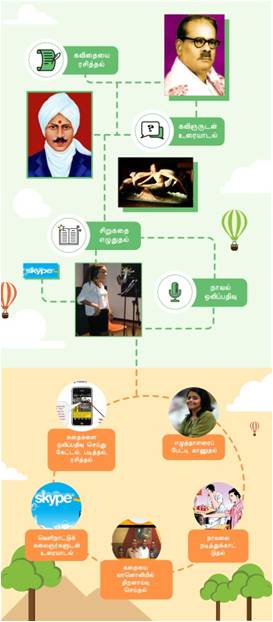 கவிதையை
ரசித்தல்
கவிஞருடன்
உரையாடல்
சிறுகதை
எழுதுதல்
skype
நாவல்
ஒலிப்பதிவு
கதைகளை
ஒலிப்பதிவு செய்து
கேட்டல், படித்தல்,
ரசித்தல்
எழுத்தாளரைப்
பேட்டி காணுதல்
skype
வெளிநாட்டுக்
கலைஞர்களுடன்
உரையாடல்
நாவலை
நடித்துக்காட்
டுதல்
கதையை
வானொலியில்
திறனாய்வு
செய்தல்